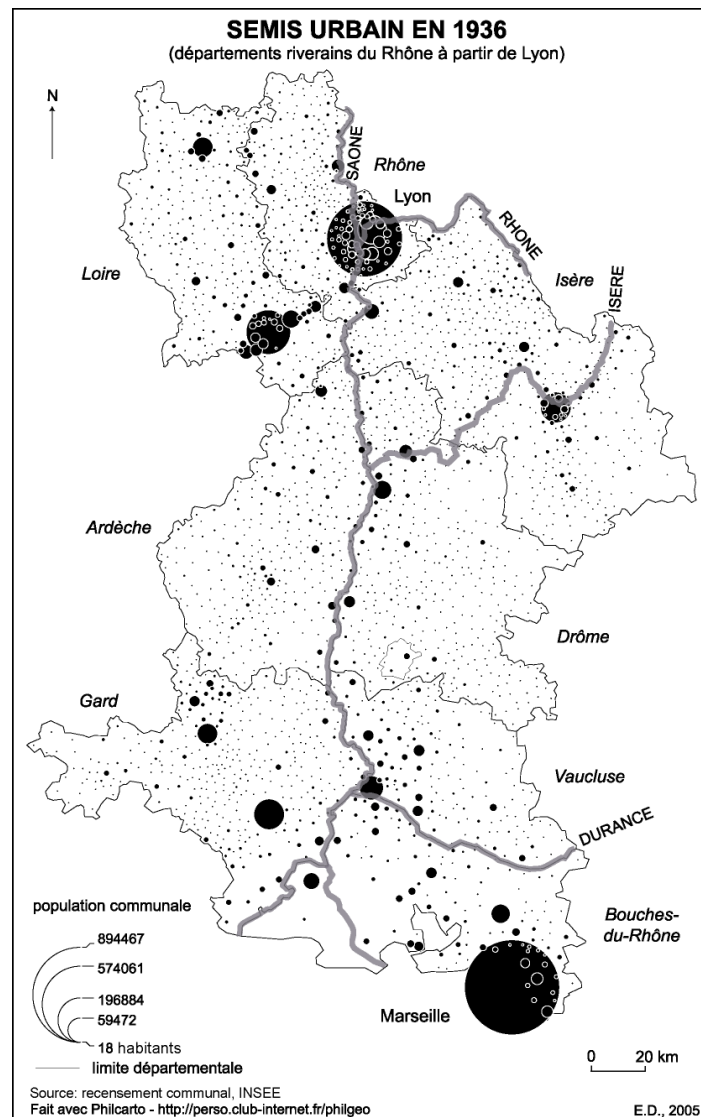 SEMIS URBAIN EN 1936
(départements riverains du Rhône à partir de Lyon)
N
SAONE
Rhône
Lyon
RHONE
Loire
Isère
ISERE
Ardèche
Drôme
Gard
Vaucluse
DURANCE
population communale
894467
574061
196884
59472
18 habitants
limite départementale
Bouches-
du-Rhône
Marseille
0 20 km
Source: recensement communal, INSEE
Fait avec Philcarto - http://perso.club-internet.fr/philgeo
E.D., 2005